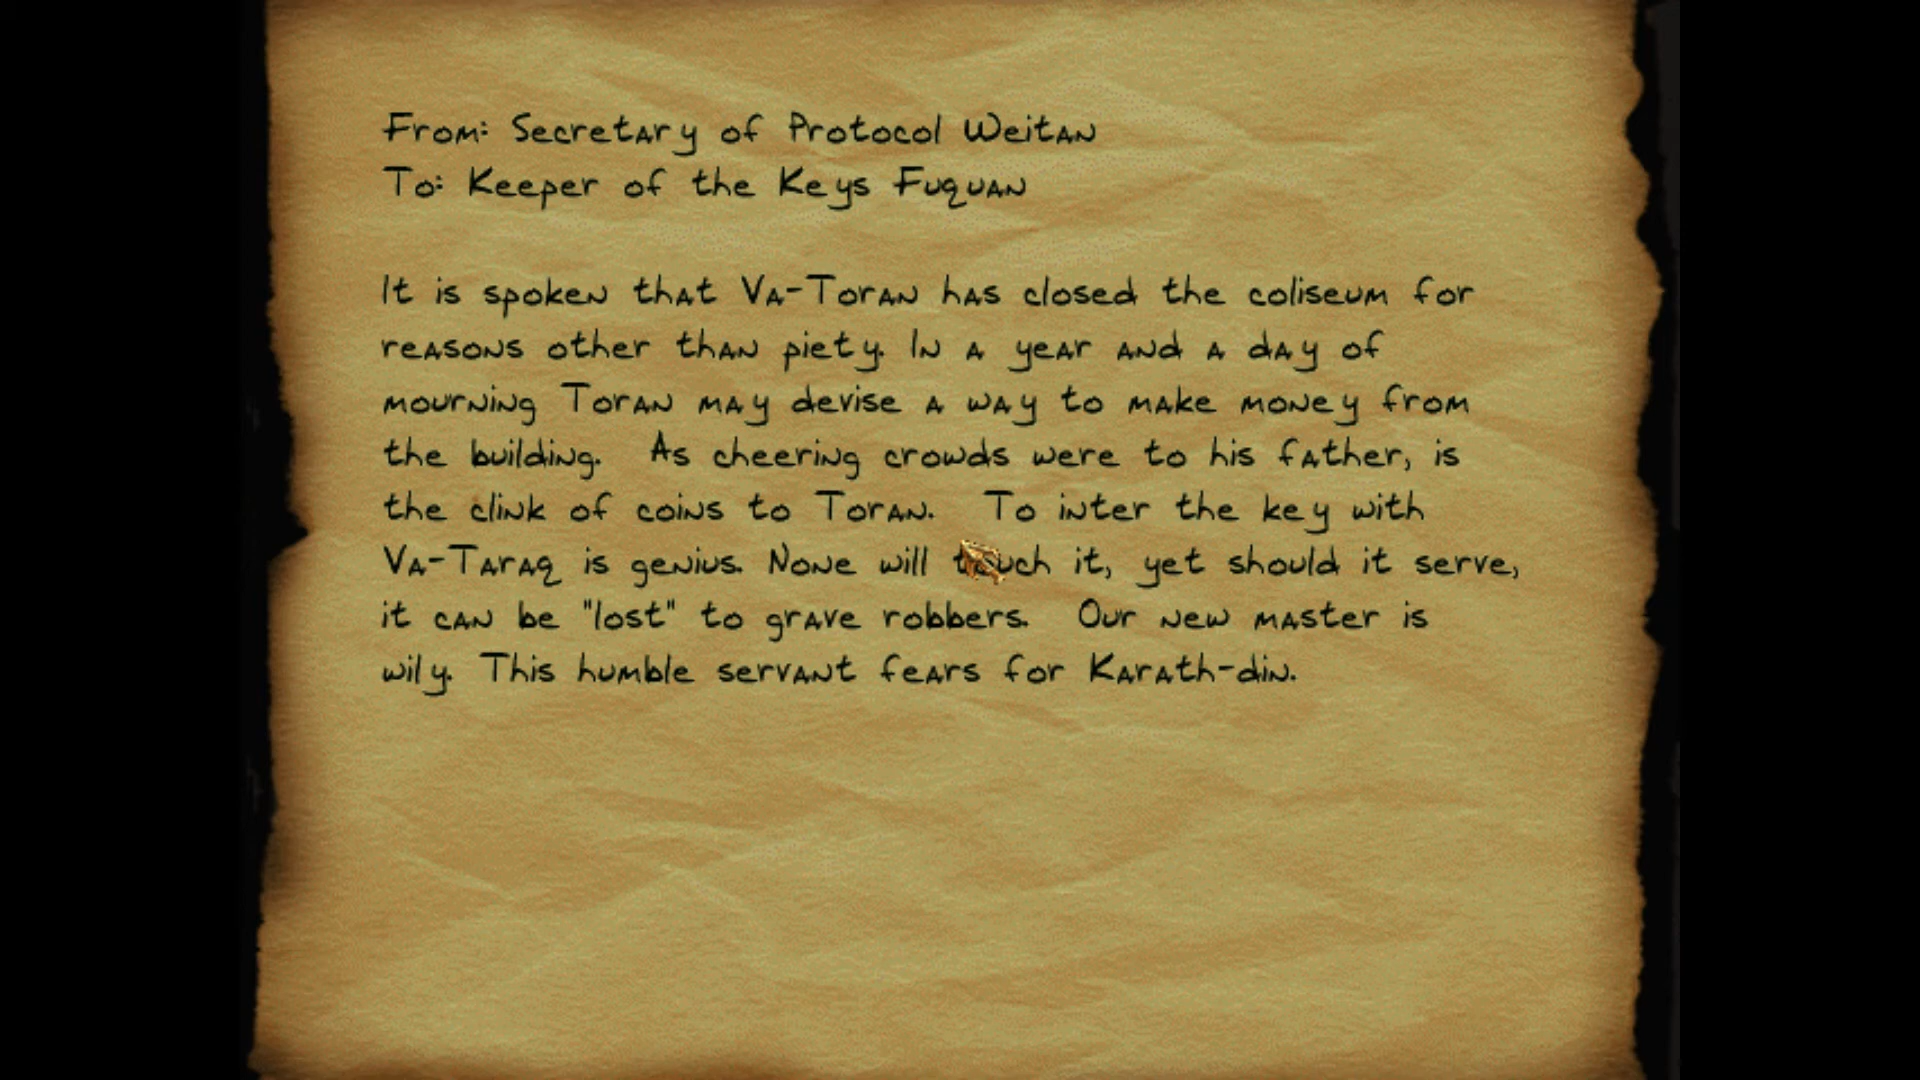 From: Secretary of Protocol Weitan
To: Keeper of the Keys Fuquan
It is spoken that Va-Toran has closed the coliseum for
reasons other than piety. In a year and a day of
mourning Toran may devise a way to make money from
the building. As cheering crowds were to his father, is
the clink of coins to Toran. To inter the key with
Va-Taraq is genius. None will touch it, yet should it serve,
it can be "lost" to grave robbers. Our new master is
wily. This humble servant fears for Karath-din.